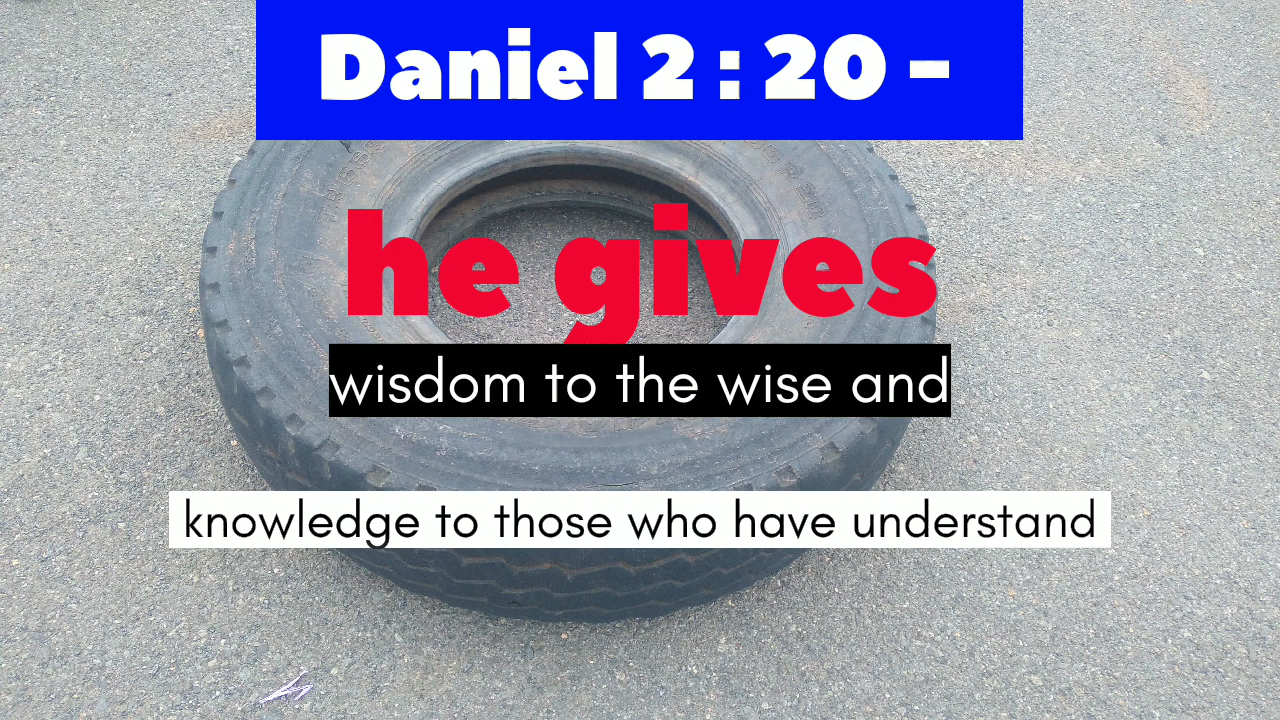 Daniel 2 : 20 -
he gives
wisdom to the wise and
knowledge to those who have understand